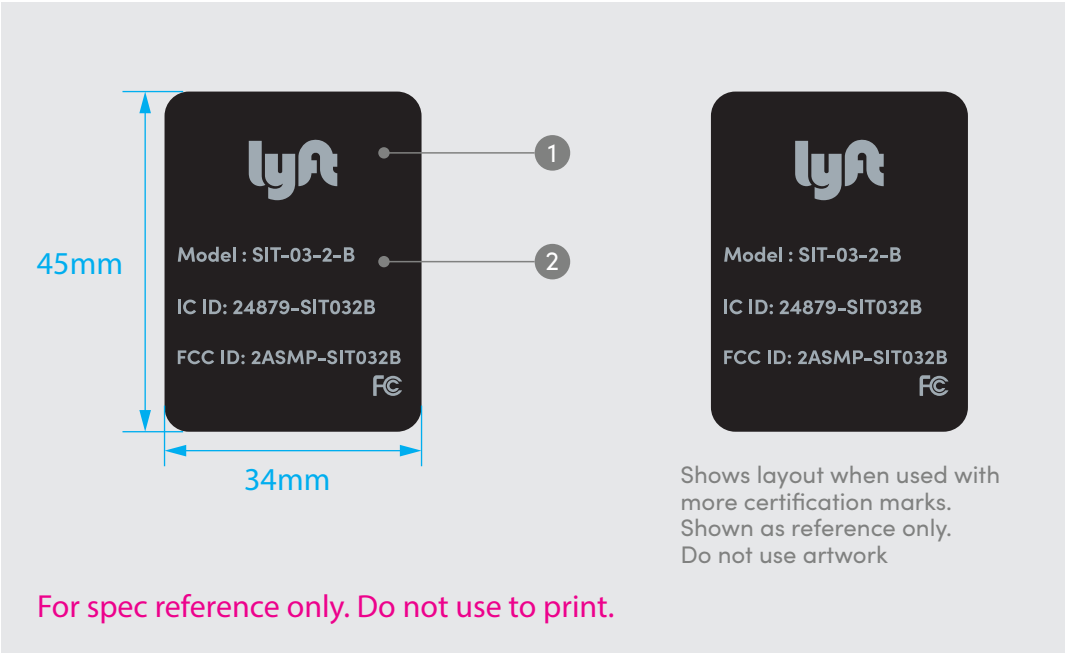 lyft
Model : SIT-03-2-B
IC ID: 24879-SIT032B
FCC ID: 2ASMP-SIT032B
FC
1
2
45mm
34mm
lyft
Model : SIT-03-2-B
IC ID: 24879-SIT032B
FCC ID: 2ASMP-SIT032B
FC
Shows layout when used with
more certification marks.
Shown as reference only.
Do not use artwork
For spec reference only. Do not use to print.